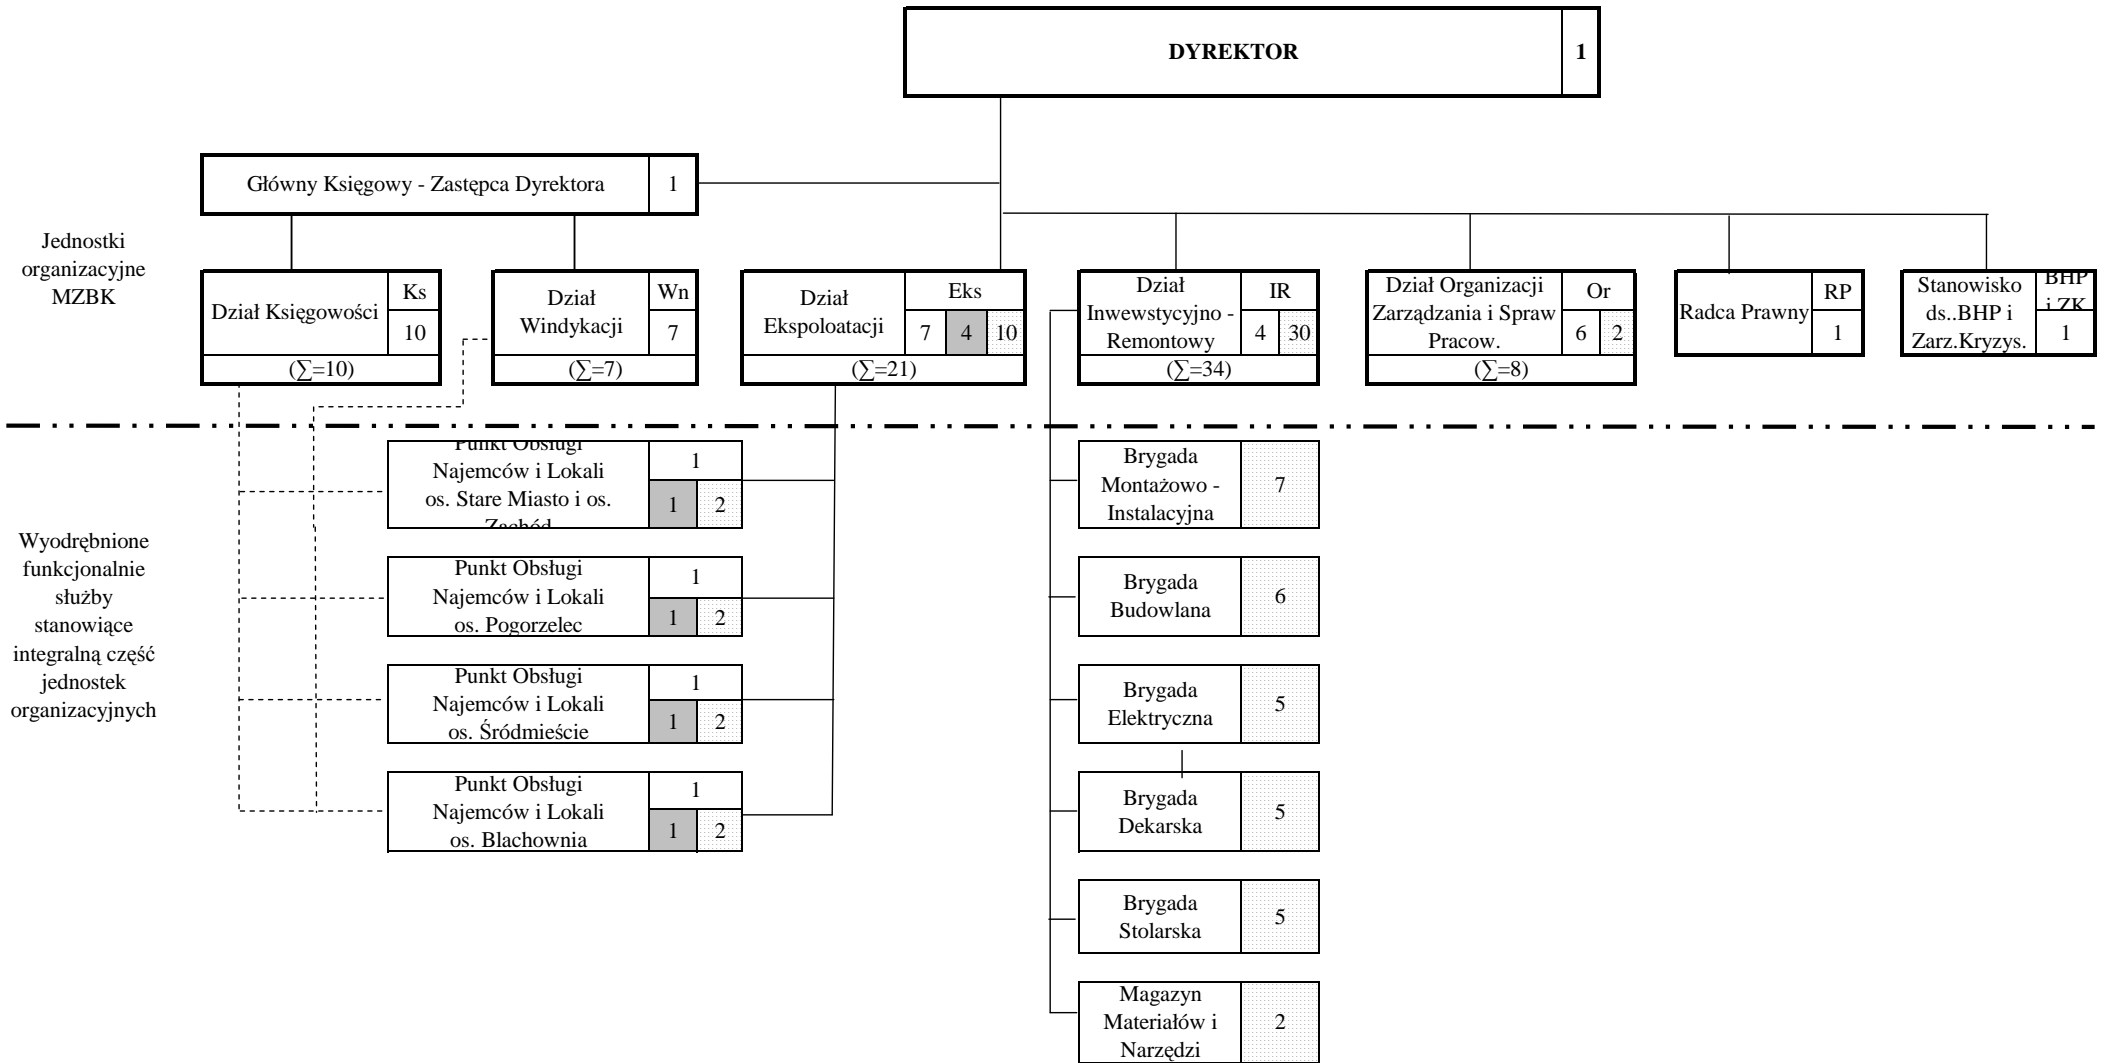 DYREKTOR 1
Główny Księgowy - Zastępca Dyrektora 1
Jednostki
organizacyjne
MZBK
Dział Księgowości
Ks
10
(∑=10)
Dział
Windykacji
Wn
7
(∑=7)
Dział
Ekspoloatacji
Eks
7 4 10
(∑=21)
Dział
Inwewstycyjno -
Remontowy
IR
4 30
(∑=34)
Dział Organizacji
Zarządzania i Spraw
Pracow.
Or
6 2
(∑=8)
Radca Prawny
RP
1
Stanowisko
ds..BHP i
Zarz.Kryzys.
BHP
i ZK
1
Wyodrębnione
funkcjonalnie
służby
stanowiące
integralną część
jednostek
organizacyjnych
Punkt Obsługi
Najemców i Lokali
os. Stare Miasto i os.
Zachód
1
1 2
Punkt Obsługi
Najemców i Lokali
os. Pogorzelec
1
1 2
Punkt Obsługi
Najemców i Lokali
os. Śródmieście
1
1 2
Punkt Obsługi
Najemców i Lokali
os. Blachownia
1
1 2
Brygada
Montażowo -
Instalacyjna
7
Brygada
Budowlana
6
Brygada
Elektryczna
5
Brygada
Dekarska
5
Brygada
Stolarska
5
Magazyn
Materiałów i
Narzędzi
2